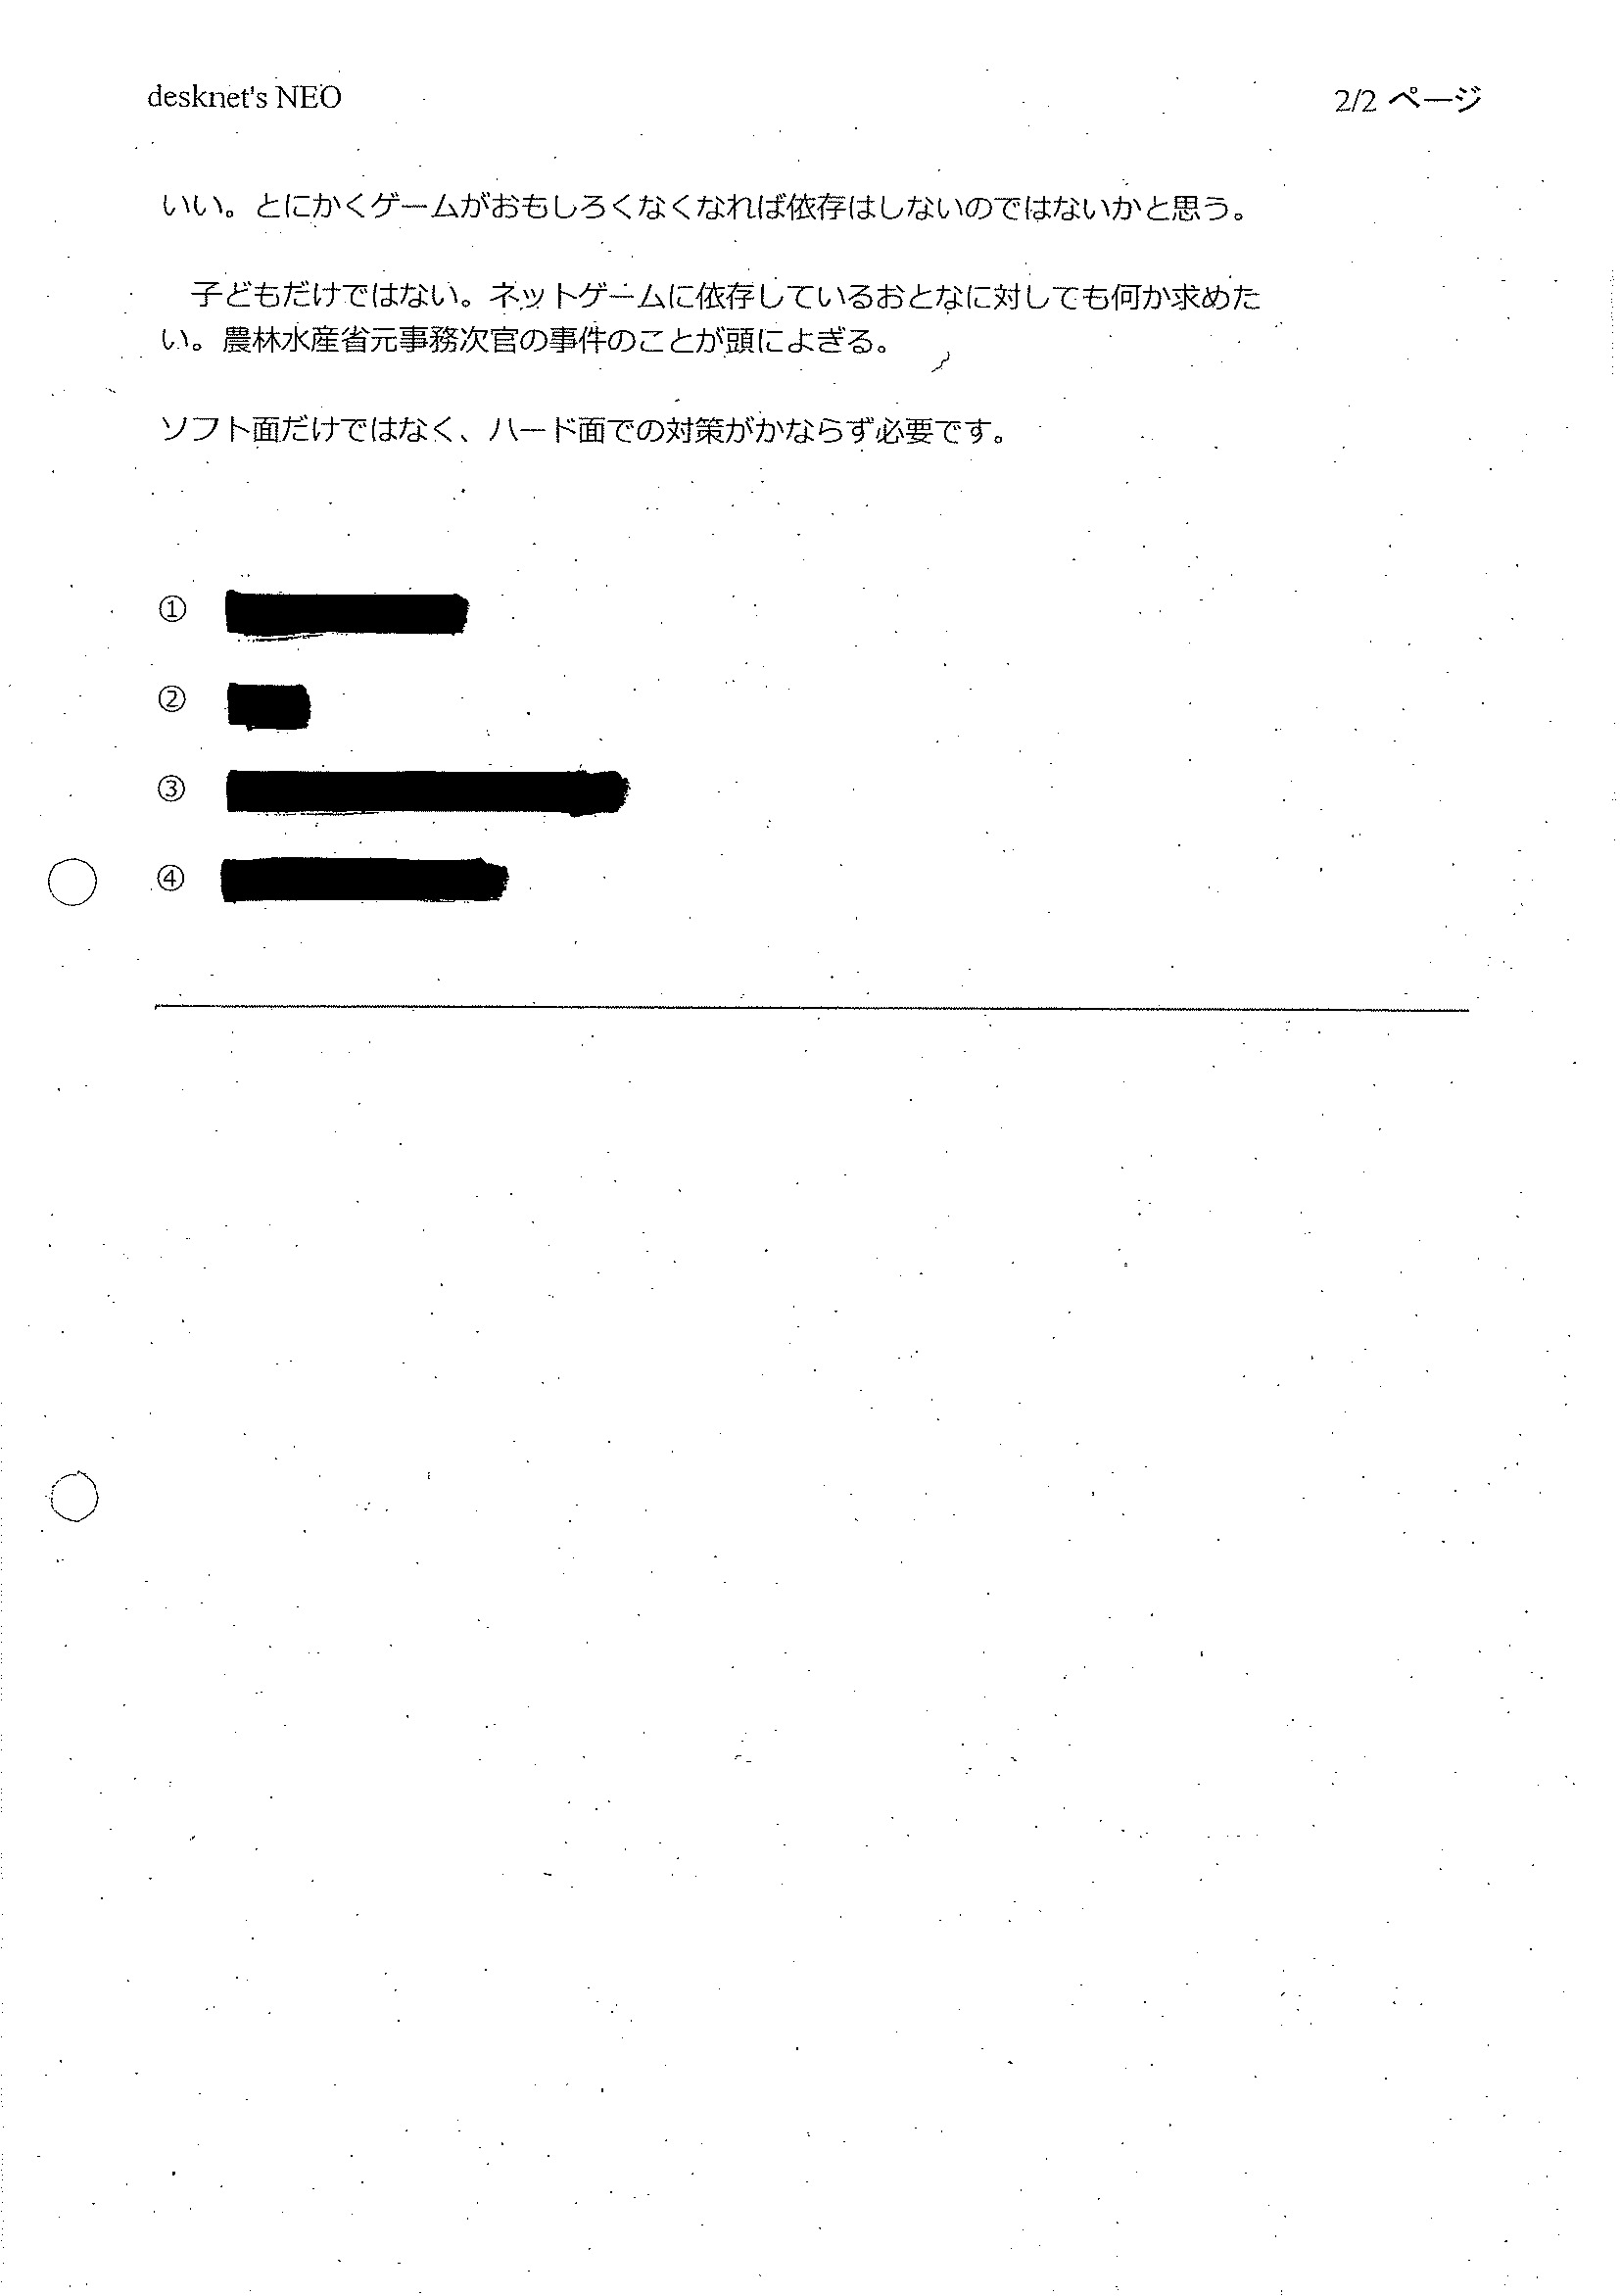 desknet's NEO
2/2 ページ
いい。とにかくゲームがおもしろくなくなれば依存はしないのではないかと思う。
子どもだけではない。ネットゲームに依存しているおとなに対しても何か求めた
い。農林水産省元事務次官の事件のことが頭によぎる。
ソフト面だけではなく、ハード面での対策がかならず必要です。
①
②
③
④